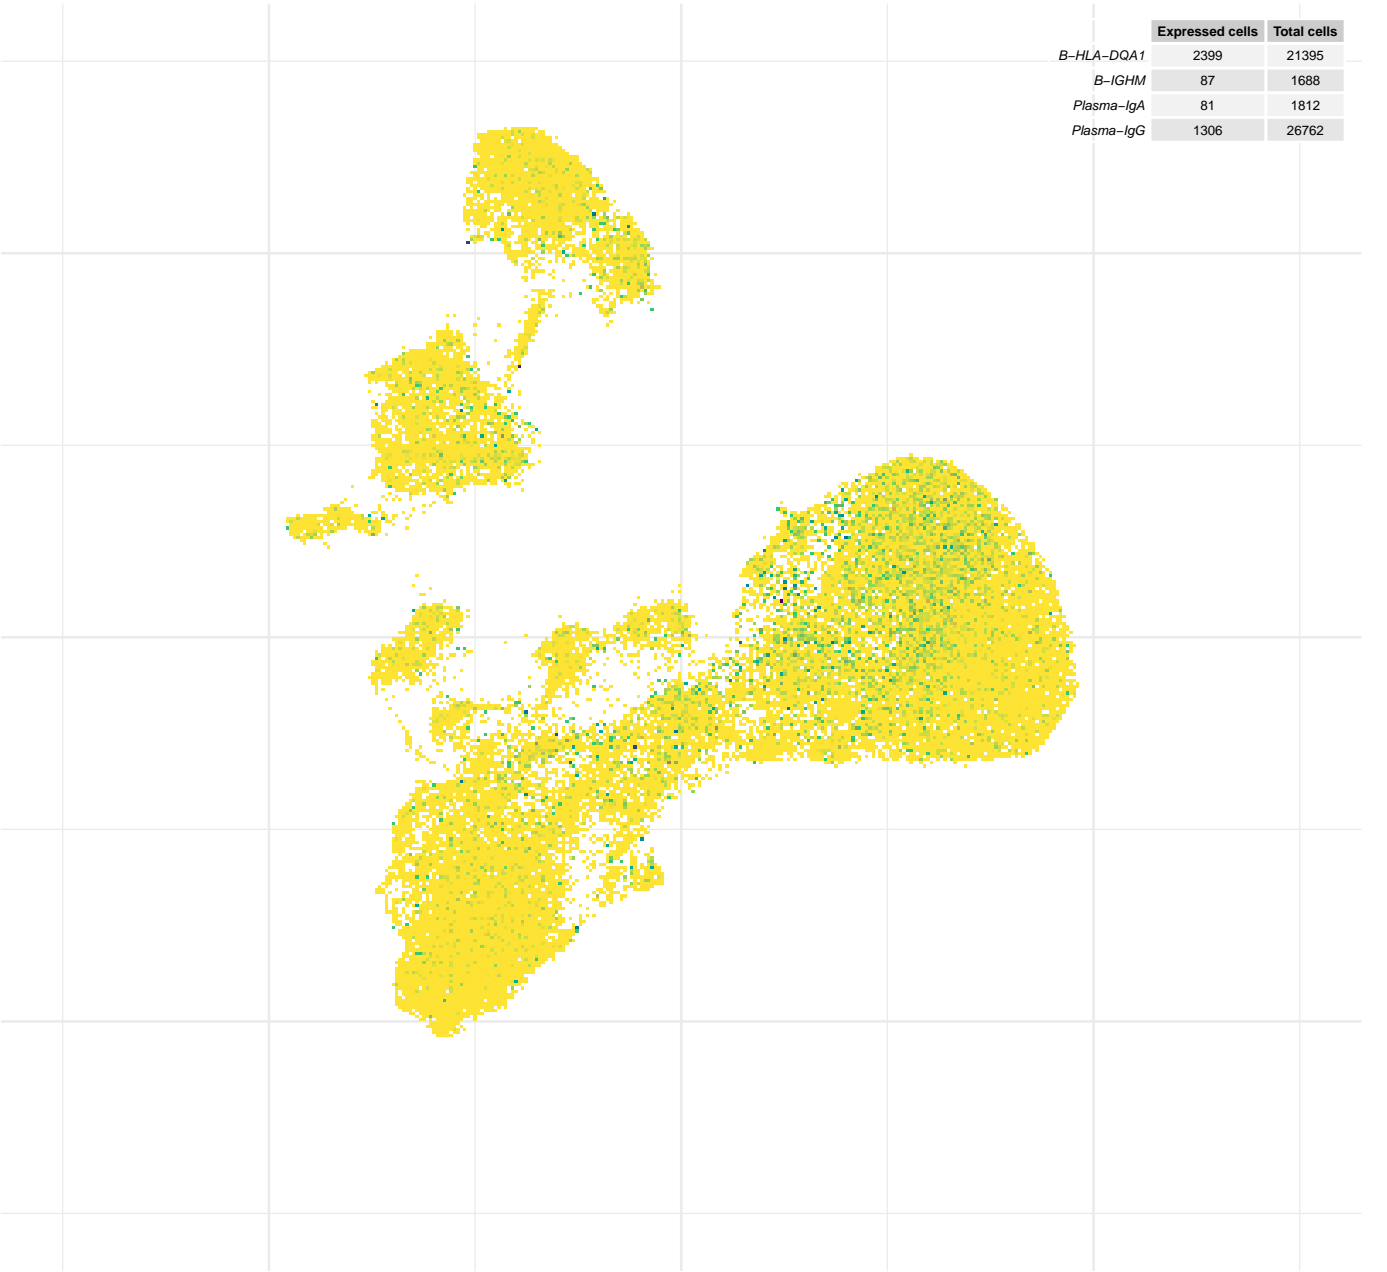 Expressed cells Total cells
B−HLA−DQA1 2399 21395
B−IGHM 87 1688
Plasma−IgA 81 1812
Plasma−IgG 1306 26762